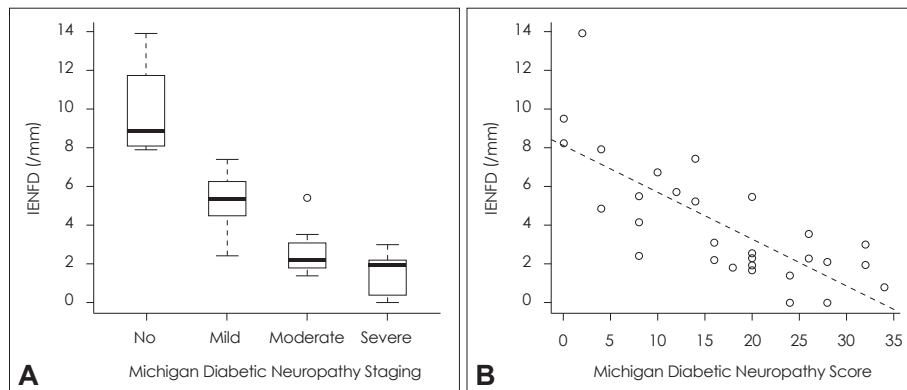 14
12
10
8
6
4
2
0
IENFD (/mm)
No Mild Moderate Severe
Michigan Diabetic Neuropathy Staging
A
14
12
10
8
6
4
2
0
IENFD (/mm)
0 5 10 15 20 25 30 35
Michigan Diabetic Neuropathy Score
B